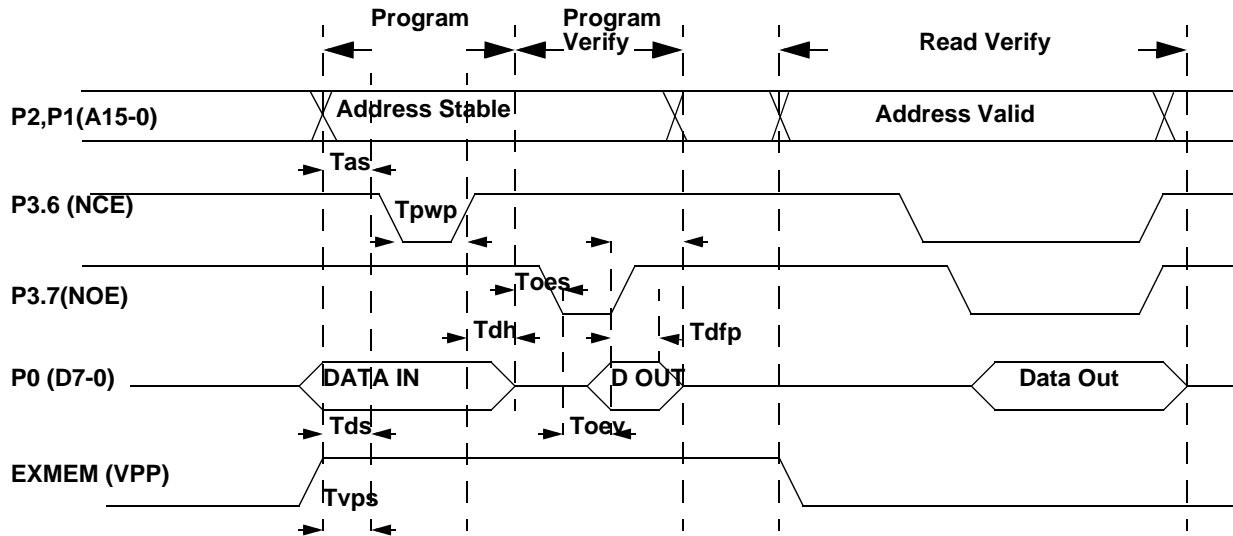 Program
Program
Verify
Read Verify
P2,P1(A15-0)
Address Stable
Address Valid
Tas
P3.6 (NCE)
Tpwp
P3.7(NOE)
Toes
Tdh
Tdfp
P0 (D7-0)
DATA IN
D OUT
Data Out
Tds
Toev
EXMEM (VPP)
Tvps